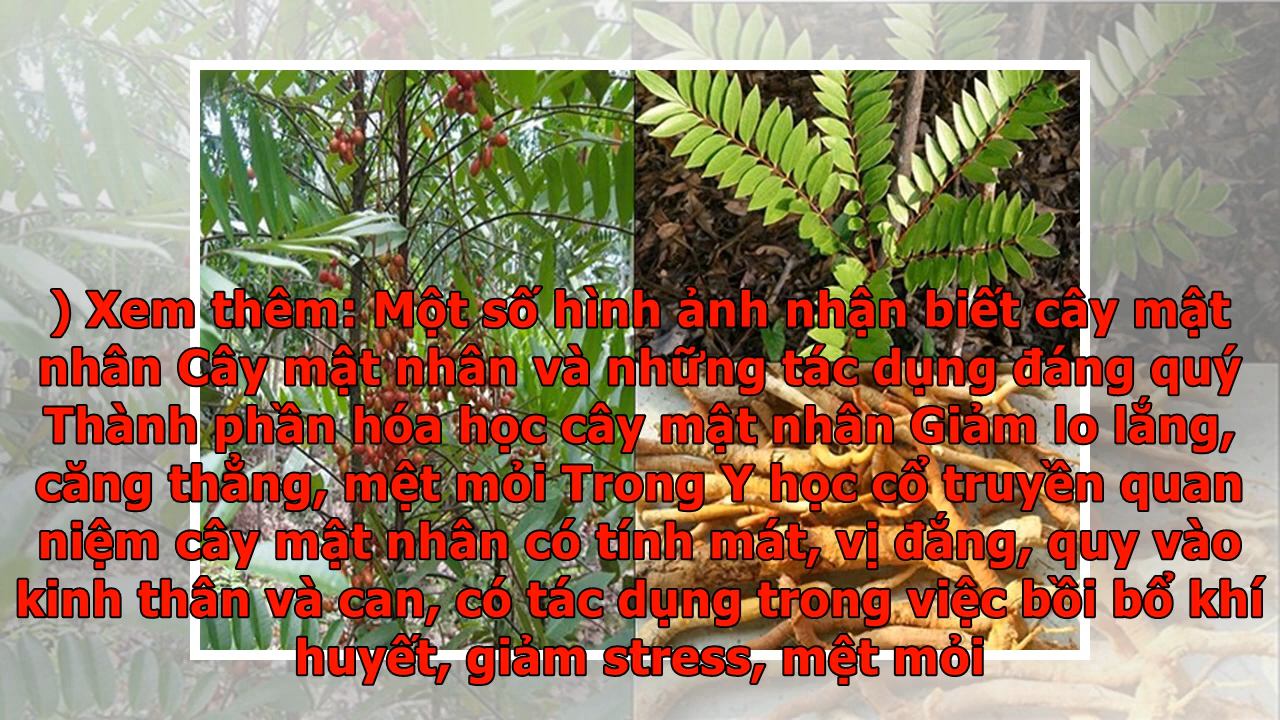 ) Xem thêm: Một số hình ảnh nhận biết cây mật
nhân Cây mật nhân và những tác dụng đáng quý
Thành phần hóa học cây mật nhân Giảm lo lắng,
căng thẳng, mệt mỏi Trong Y học cổ truyền quan
niệm cây mật nhân có tính mát, vị đắng, quy vào
kinh thân và can, có tác dụng trong việc bồi bổ khí
huyết, giảm stress, mệt mỏi